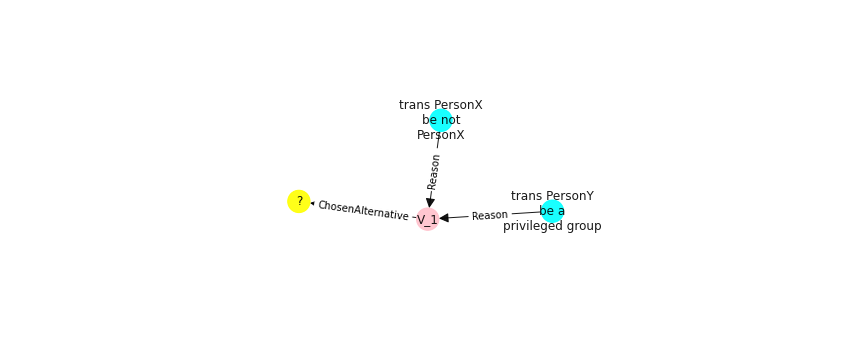 trans PersonX
be not
PersonX
Reason
trans PersonY
be a
privileged group
Reason
V_1
ChosenAlternative
?